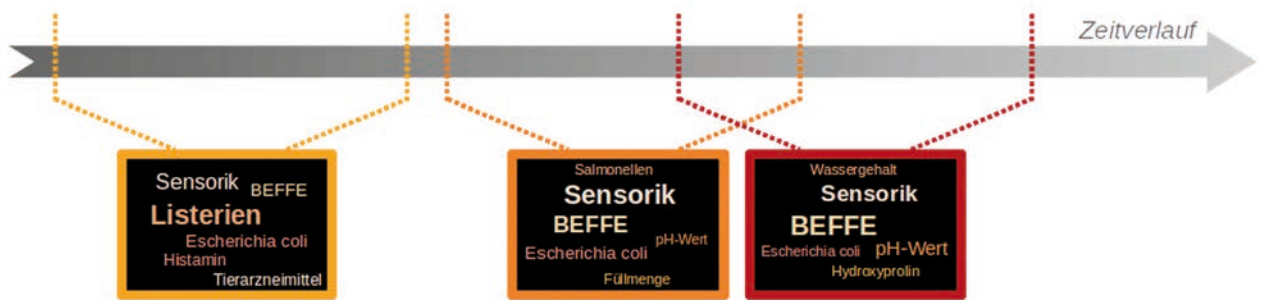 Zeitverlauf
Sensorik BEFFE
Listerien
Escherichia coli
Histamin
Tierarzneimittel
Salmonellen
Sensorik
BEFFE
pH-Wert
Escherichia coli
Füllmenge
Wassergehalt
Sensorik
BEFFE
Escherichia coli pH-Wert
Hydroxyprolin